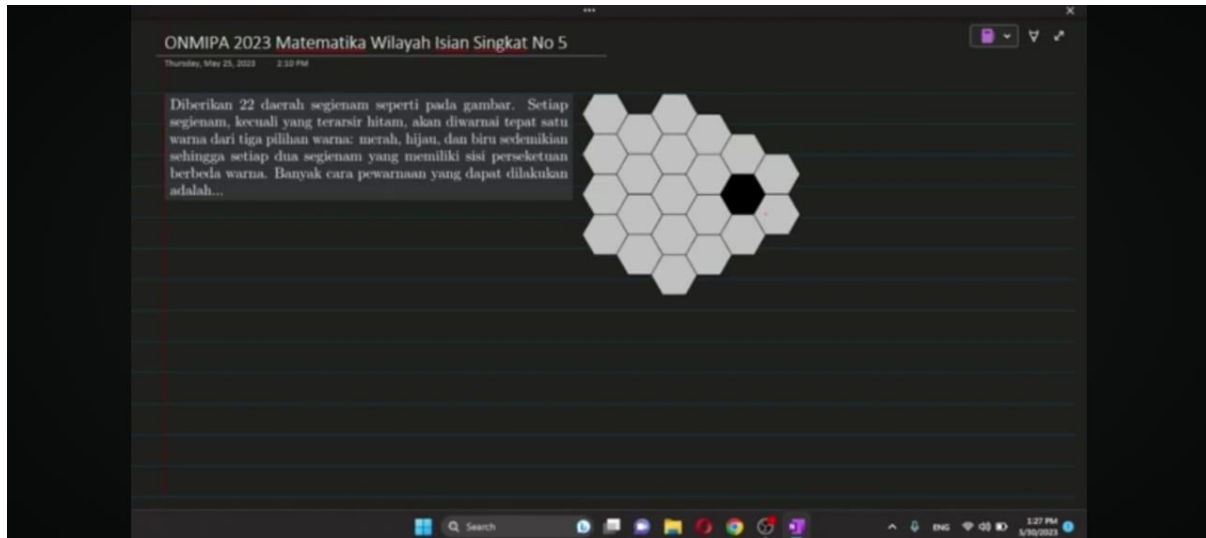 ONMIPA 2023 Matematika Wilayah Isian Singkat No 5
Thursday, May 25, 2023 2:10 PM
Diberikan 22 daerah segienam seperti pada gambar. Setiap
segienam, kecuali yang terarsir hitam, akan diwarnai tepat satu
warna dari tiga pilihan warna: merah, hijau, dan biru sedemikian
sehingga setiap dua segienam yang memiliki sisi persekutuan
berbeda warna. Banyak cara pewarnaan yang dapat dilakukan
adalah...
Search
ENG
1:27 PM
5/30/2023